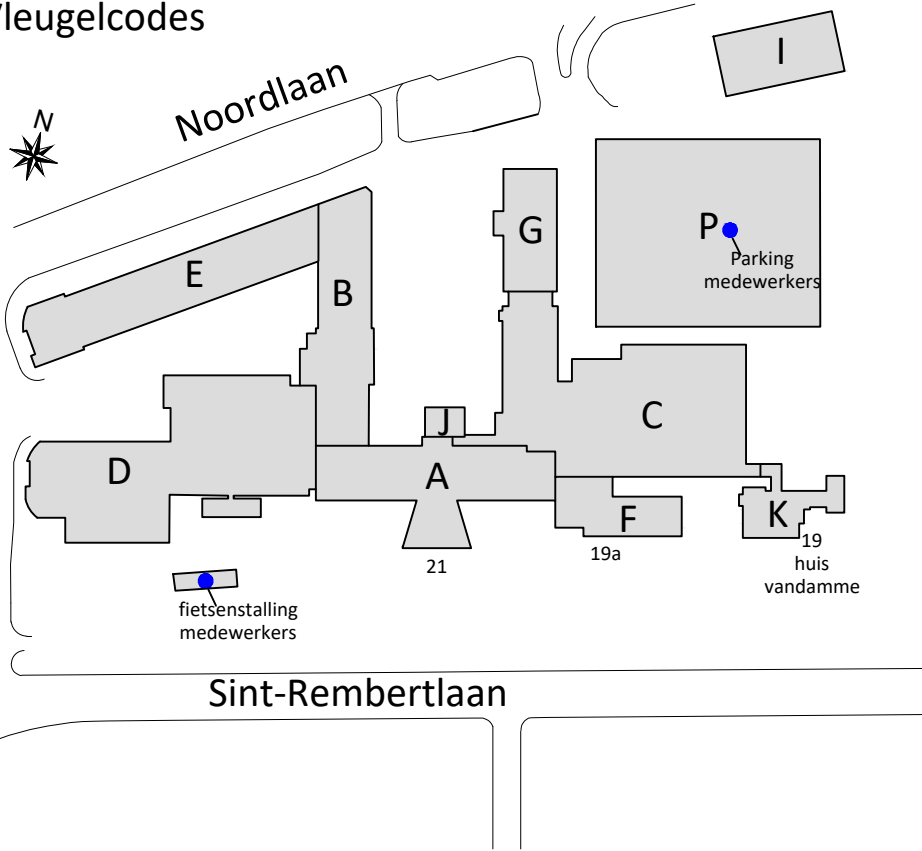 Vleugelcodes
Noordlaan
N
I
G
P
Parking
medewerkers
E
B
J
C
D
A
K
F
19
huis
vandamme
19a
21
fietsenstalling
medewerkers
Sint-Rembertlaan